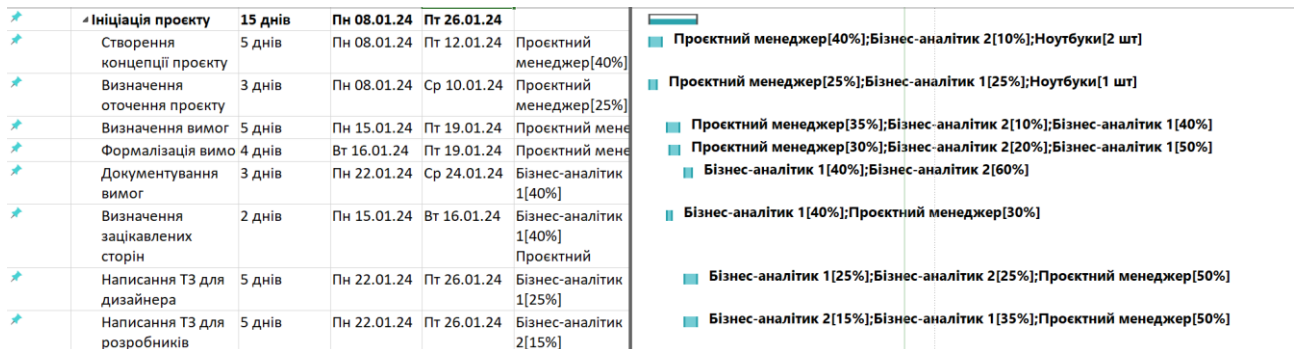 Ініціація проєкту 15 днів Пн 08.01.24 Пт 26.01.24
Створення 5 днів Пн 08.01.24 Пт 12.01.24 Проєктний Проєктний менеджер[40%];Бізнес-аналітик 2[10%];Ноутбуки[2 шт]
концепції проєкту менеджер[40%]
Визначення 3 днів Пн 08.01.24 Ср 10.01.24 Проєктний Проєктний менеджер[25%];Бізнес-аналітик 1[25%];Ноутбуки[1 шт]
оточення проєкту менеджер[25%]
Визначення вимог 5 днів Пн 15.01.24 Пт 19.01.24 Проєктний мене Проєктний менеджер[35%];Бізнес-аналітик 2[10%];Бізнес-аналітик 1[40%]
Формалізація вимо 4 днів Вт 16.01.24 Пт 19.01.24 Проєктний мене Проєктний менеджер[30%];Бізнес-аналітик 2[20%];Бізнес-аналітик 1[50%]
Документування 3 днів Пн 22.01.24 Ср 24.01.24 Бізнес-аналітик Бізнес-аналітик 1[40%];Бізнес-аналітик 2[60%]
вимог 1[40%]
Визначення 2 днів Пн 15.01.24 Вт 16.01.24 Бізнес-аналітик Бізнес-аналітик 1[40%];Проєктний менеджер[30%]
зацікавлених 1[40%]
сторін Проєктний
Написання ТЗ для 5 днів Пн 22.01.24 Пт 26.01.24 Бізнес-аналітик Бізнес-аналітик 1[25%];Бізнес-аналітик 2[25%];Проєктний менеджер[50%]
дизайнера 1[25%]
Написання ТЗ для 5 днів Пн 22.01.24 Пт 26.01.24 Бізнес-аналітик Бізнес-аналітик 2[15%];Бізнес-аналітик 1[35%];Проєктний менеджер[50%]
розробників 2[15%]